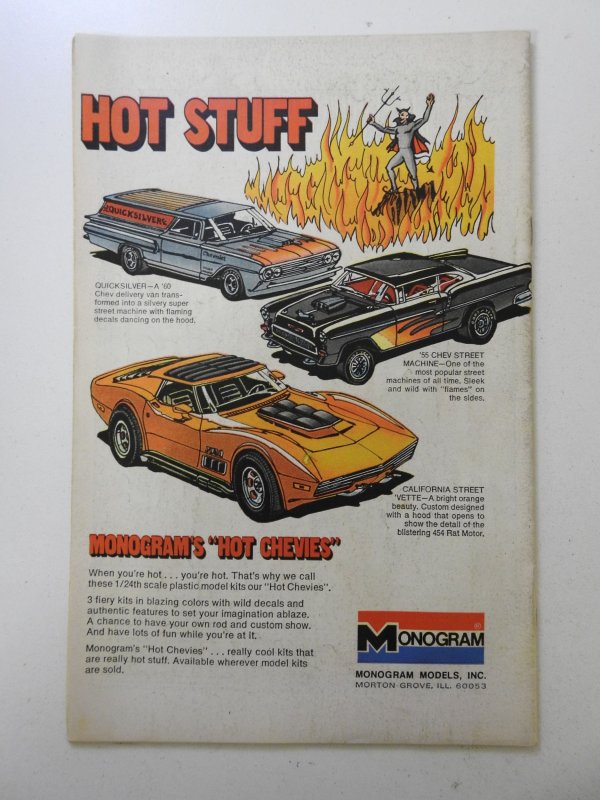 HOT STUFF
QUICKSILVER
Chevrolet
QUICKSILVER—A '60
Chev delivery van trans-
formed into a silvery super
street machine with flaming
decals dancing on the hood.
'55 CHEV STREET
MACHINE—One of the
most popular street
machines of all time. Sleek
and wild with "flames" on
the sides.
CALIFORNIA STREET
'VETTE—A bright orange
beauty. Custom designed
with a hood that opens to
show the detail of the
blistering 454 Rat Motor.
MONOGRAM'S "HOT CHEVIES"
When you're hot . . . you're hot. That's why we call
these 1/24th scale plastic model kits our "Hot Chevies".
3 fiery kits in blazing colors with wild decals and
authentic features to set your imagination ablaze.
A chance to have your own rod and custom show.
And have lots of fun while you're at it.
Monogram's "Hot Chevies" . . . really cool kits that
are really hot stuff. Available wherever model kits
are sold.
MONOGRAM®
MONOGRAM MODELS, INC.
MORTON GROVE, ILL. 60053